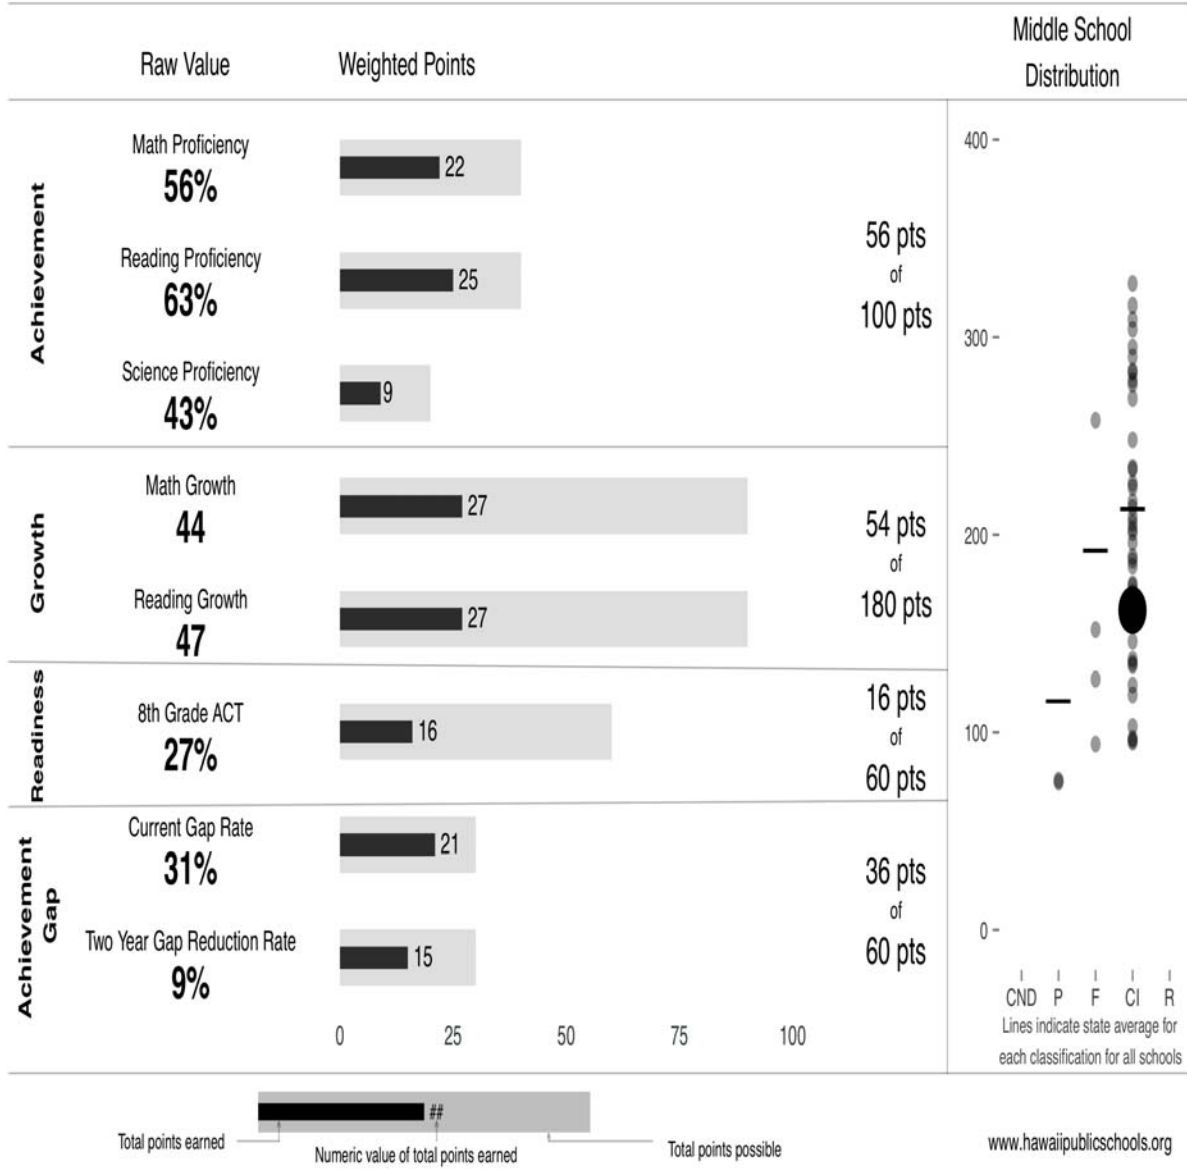 Raw Value
Weighted Points
Middle School
Distribution
Achievement
Math Proficiency
56%
22
Reading Proficiency
63%
25
Science Proficiency
43%
9
56 pts
of
100 pts
Growth
Math Growth
44
27
Reading Growth
47
27
54 pts
of
180 pts
Readiness
8th Grade ACT
27%
16
16 pts
of
60 pts
Achievement
Gap
Current Gap Rate
31%
21
Two Year Gap Reduction Rate
9%
15
36 pts
of
60 pts
0 25 50 75 100
400
300
200
100
0
CND P F CI R
Lines indicate state average for
each classification for all schools
##
Total points earned
Numeric value of total points earned
Total points possible
www.hawaiipublicschools.org